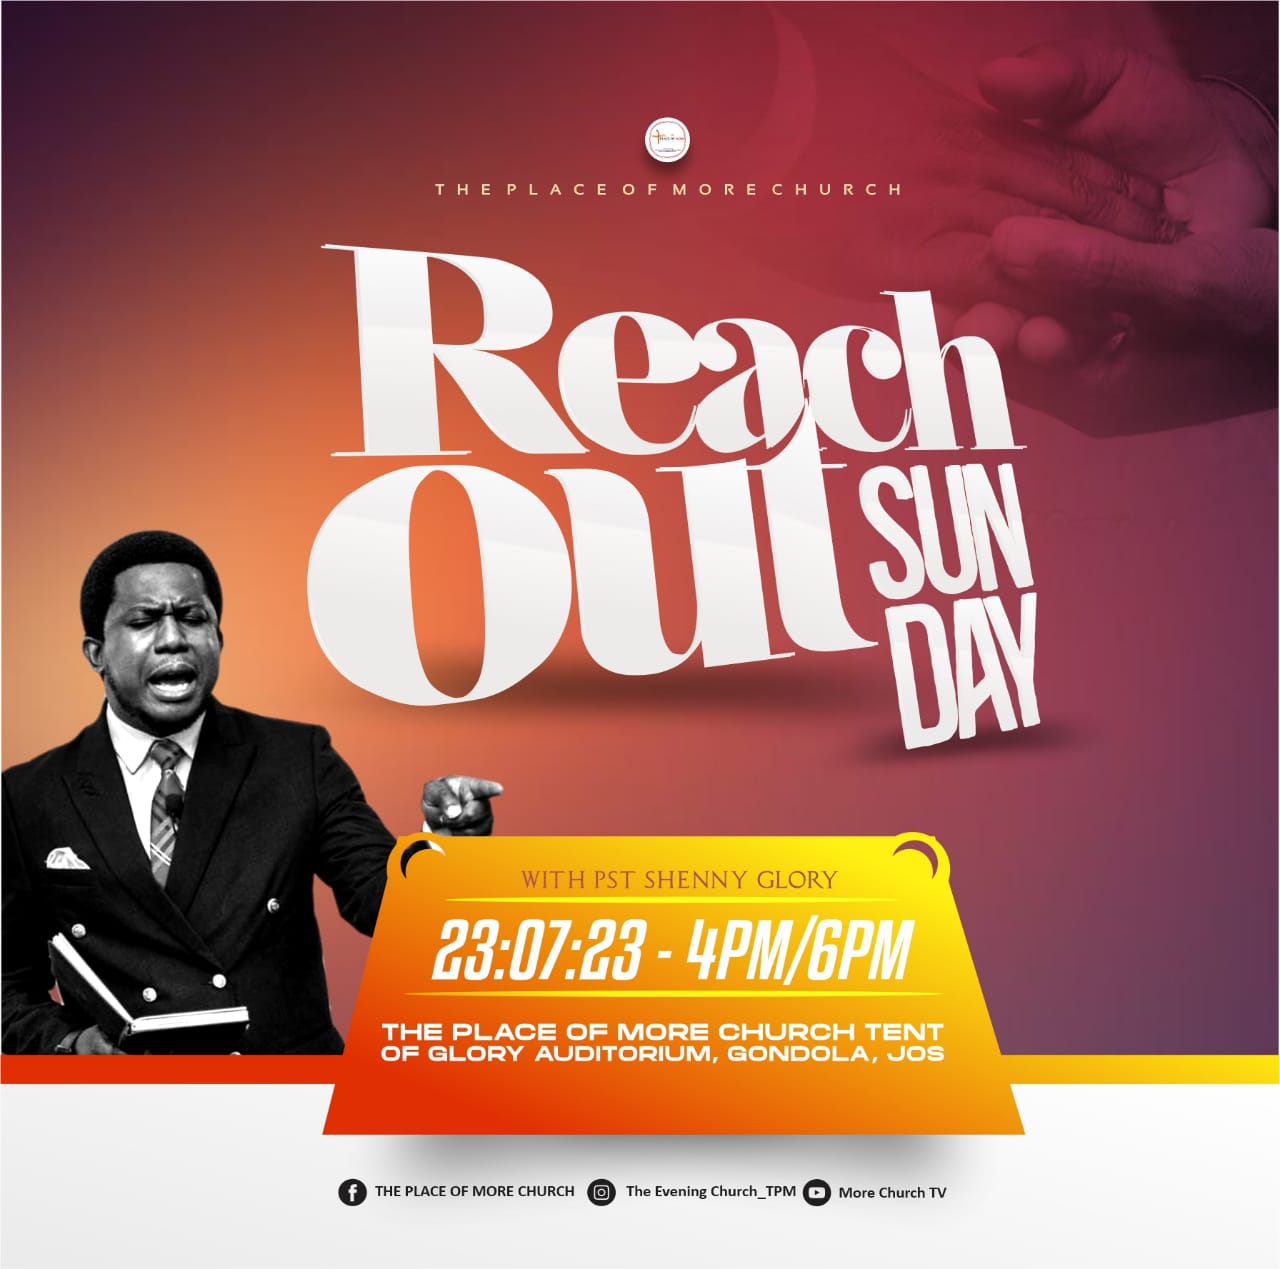 THE PLACE OF MORE CHURCH
Reach
Out
SUN
DAY
WITH PST SHENNY GLORY
23:07:23 - 4PM/6PM
THE PLACE OF MORE CHURCH TENT
OF GLORY AUDITORIUM, GONDOLA, JOS
THE PLACE OF MORE CHURCH The Evening Church_TPM More Church TV